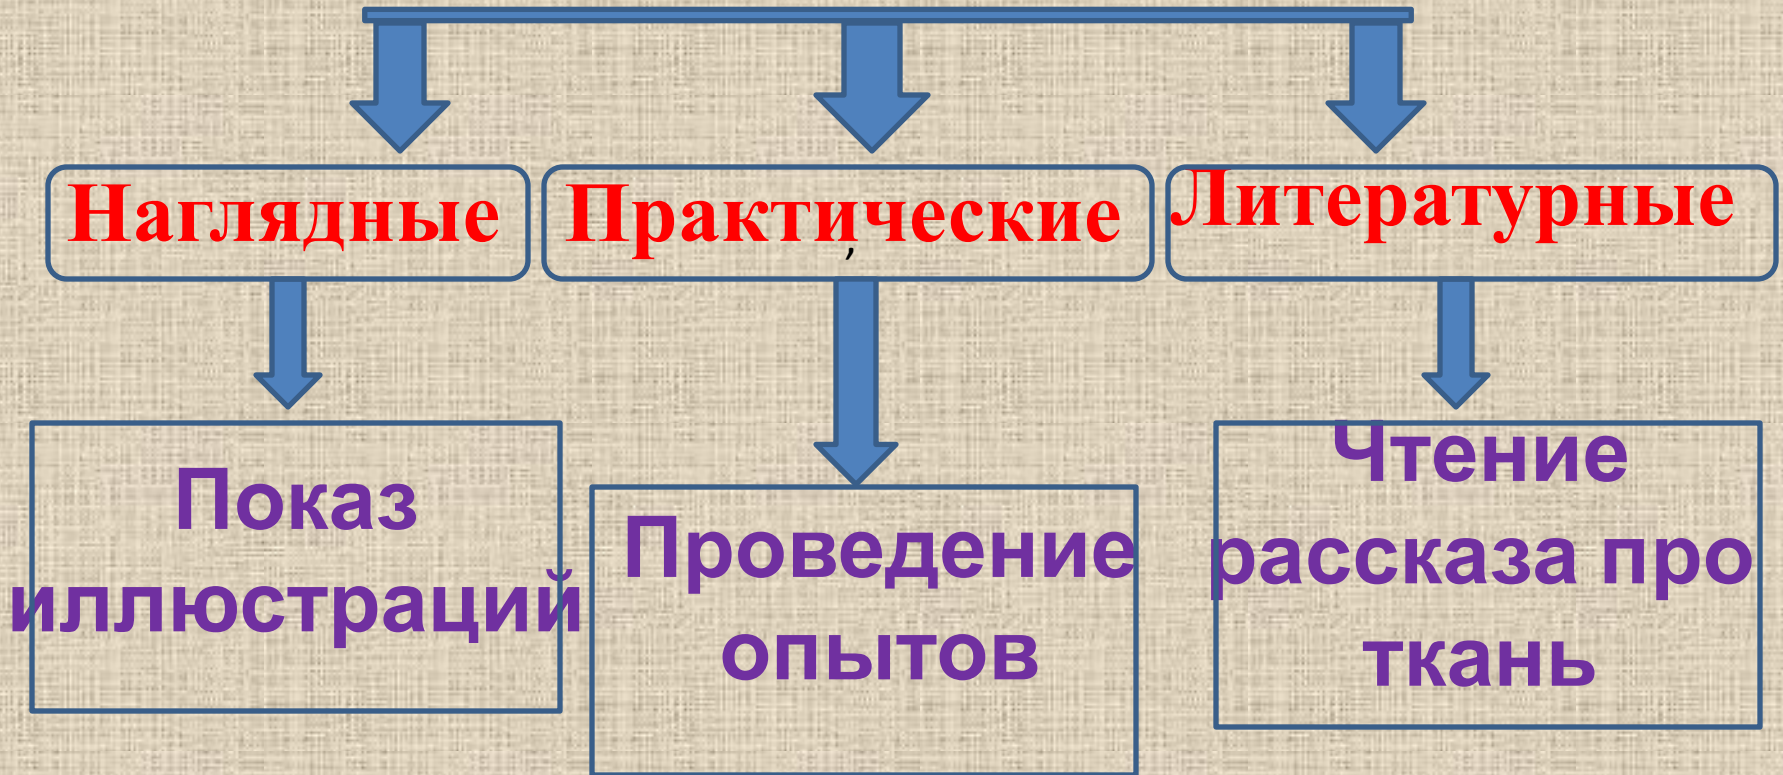 Наглядные
Практические
,
Литературные
Показ
иллюстраций
Проведение
опытов
Чтение
рассказа про
ткань